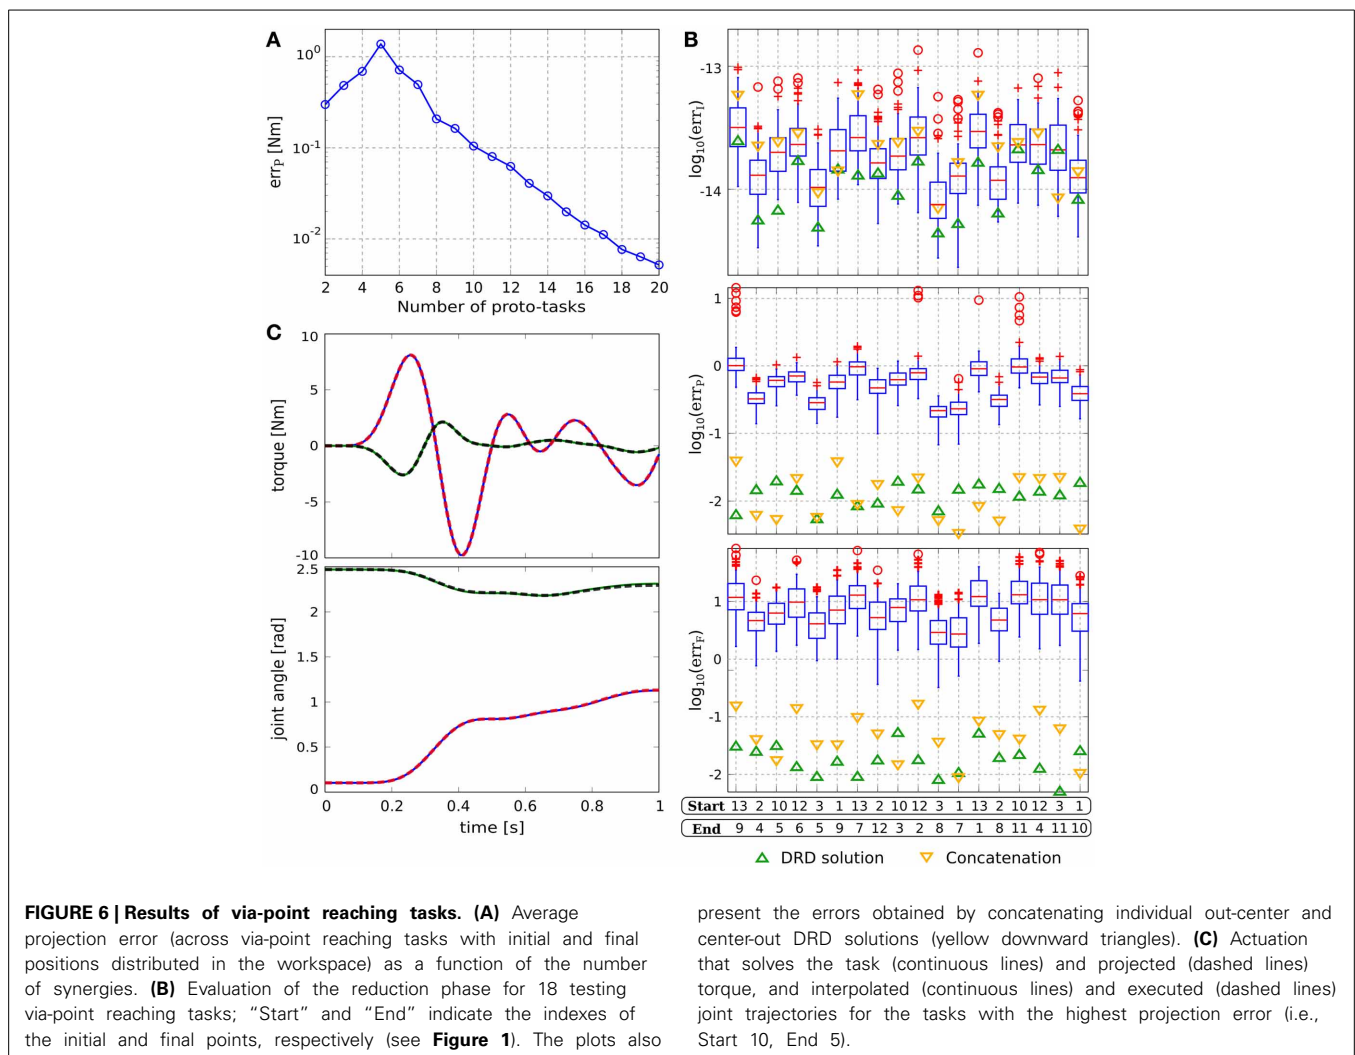 A
10^0
10^-1
10^-2
err_P [Nm]
2 4 6 8 10 12 14 16 18 20
Number of proto-tasks
B
-13
-14
log10(err_I)
1
0
-1
-2
log10(err_P)
1
0
-1
-2
log10(err_F)
Start 13 2 10 12 3 1 13 2 10 12 3 1 13 2 10 12 3 1
End 9 4 5 6 5 9 7 12 3 2 8 7 1 8 11 4 11 10
DRD solution Concatenation
C
10
5
0
-5
-10
torque [Nm]
2.5
2
1.5
1
0.5
0
joint angle [rad]
0 0.2 0.4 0.6 0.8 1
time [s]
FIGURE 6 | Results of via-point reaching tasks. (A) Average
projection error (across via-point reaching tasks with initial and final
positions distributed in the workspace) as a function of the number
of synergies. (B) Evaluation of the reduction phase for 18 testing
via-point reaching tasks; “Start” and “End” indicate the indexes of
the initial and final points, respectively (see Figure 1). The plots also
present the errors obtained by concatenating individual out-center and
center-out DRD solutions (yellow downward triangles). (C) Actuation
that solves the task (continuous lines) and projected (dashed lines)
torque, and interpolated (continuous lines) and executed (dashed lines)
joint trajectories for the tasks with the highest projection error (i.e.,
Start 10, End 5).